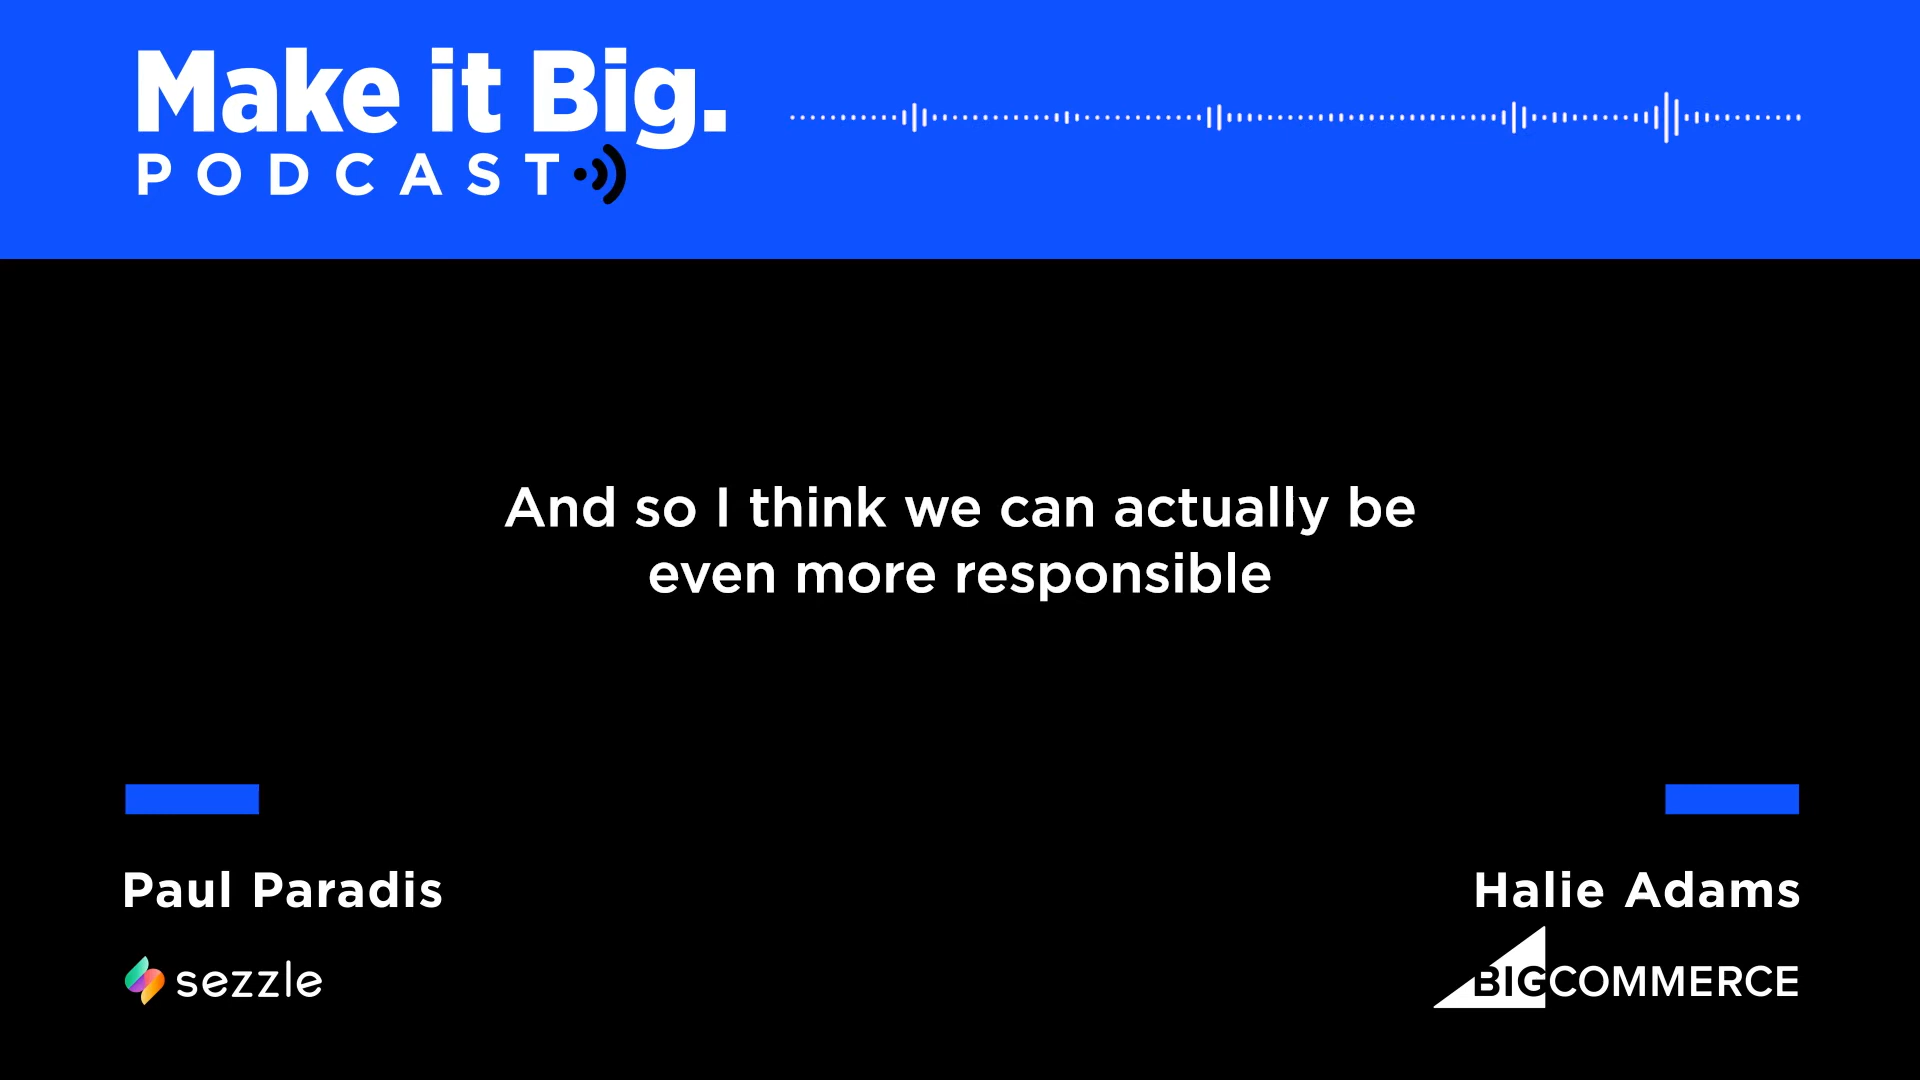 Make it Big.
PODCAST
And so I think we can actually be
even more responsible
Paul Paradis
Halie Adams
sezzle
BIGCOMMERCE